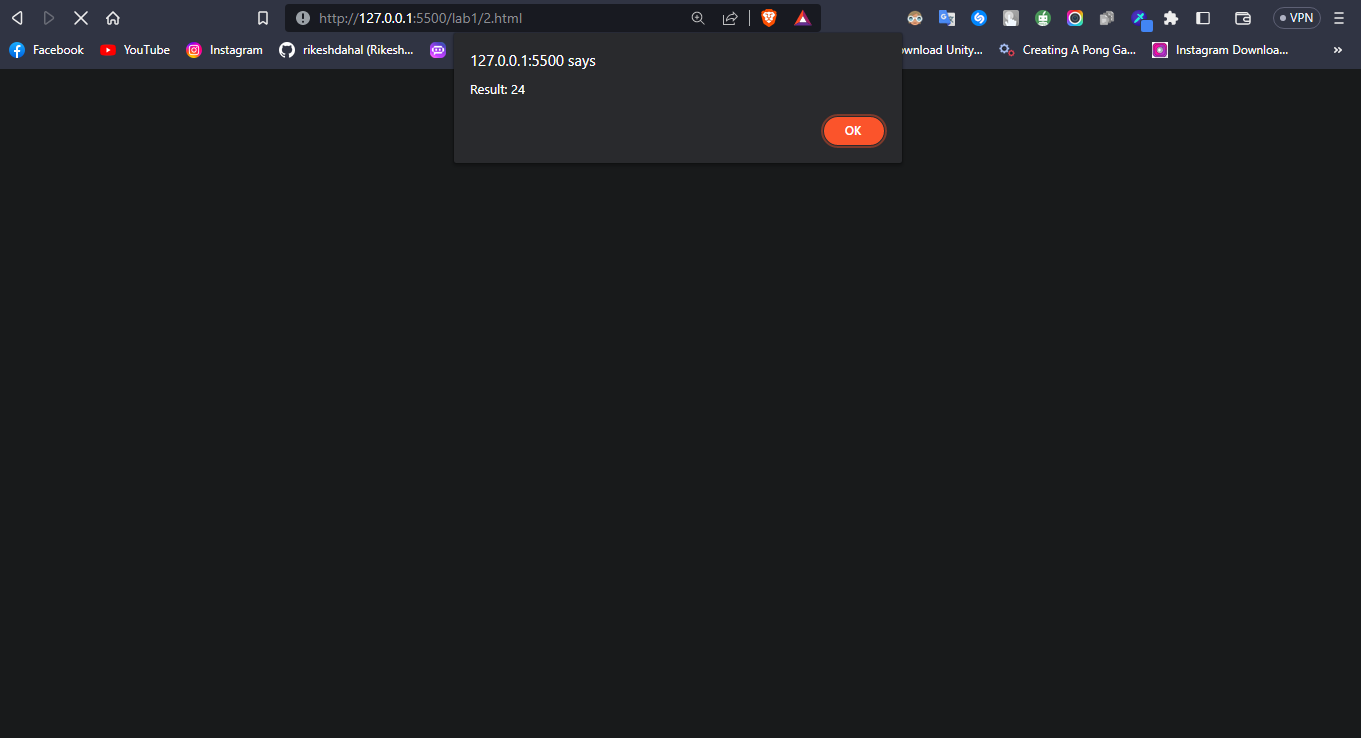 http://127.0.0.1:5500/lab1/2.html
VPN
Facebook
YouTube
Instagram
rikeshdahal (Rikesh...
ownload Unity...
Creating A Pong Ga...
Instagram Downloa...
»
127.0.0.1:5500 says
Result: 24
OK